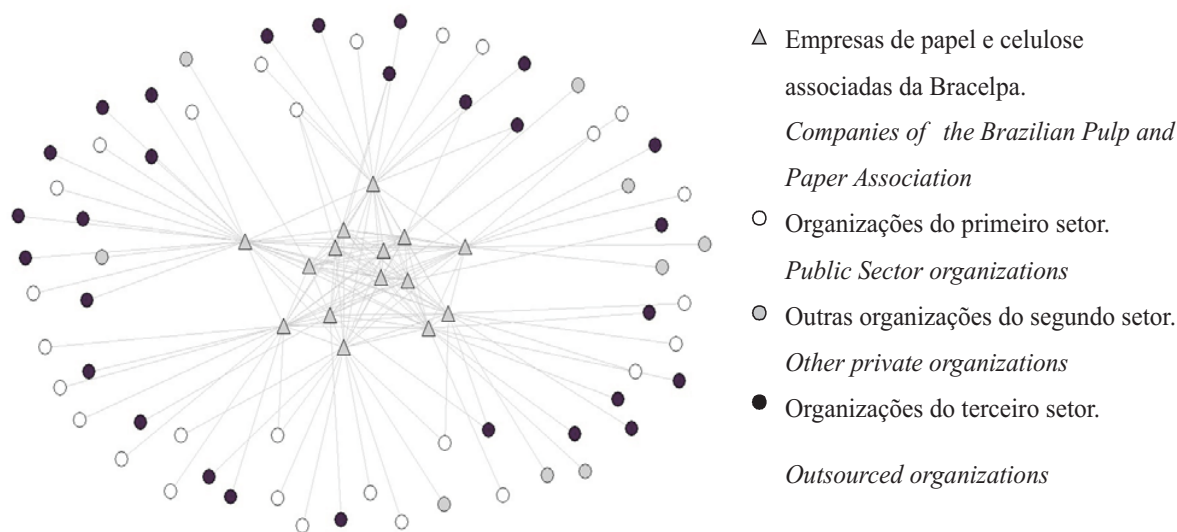 Empresas de papel e celulose
associadas da Bracelpa.
Companies of the Brazilian Pulp and
Paper Association
Organizações do primeiro setor.
Public Sector organizations
Outras organizações do segundo setor.
Other private organizations
Organizações do terceiro setor.
Outsourced organizations